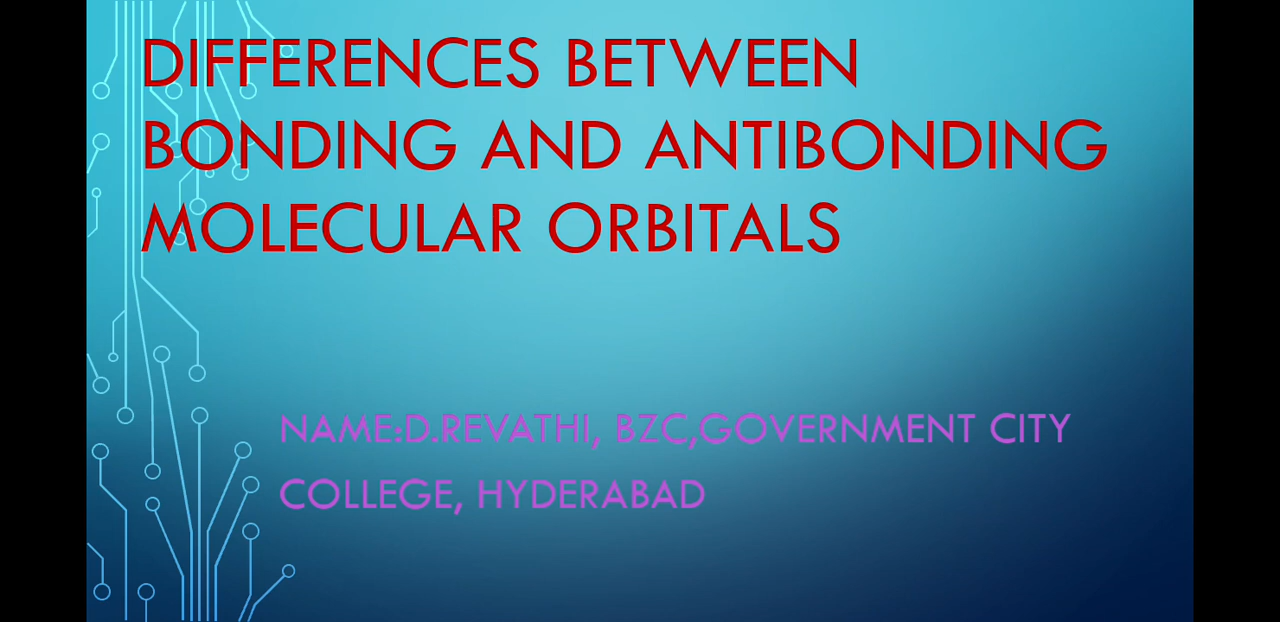 DIFFERENCES BETWEEN
BONDING AND ANTIBONDING
MOLECULAR ORBITALS
NAME:D.REVATHI, BZC,GOVERNMENT CITY
COLLEGE, HYDERABAD